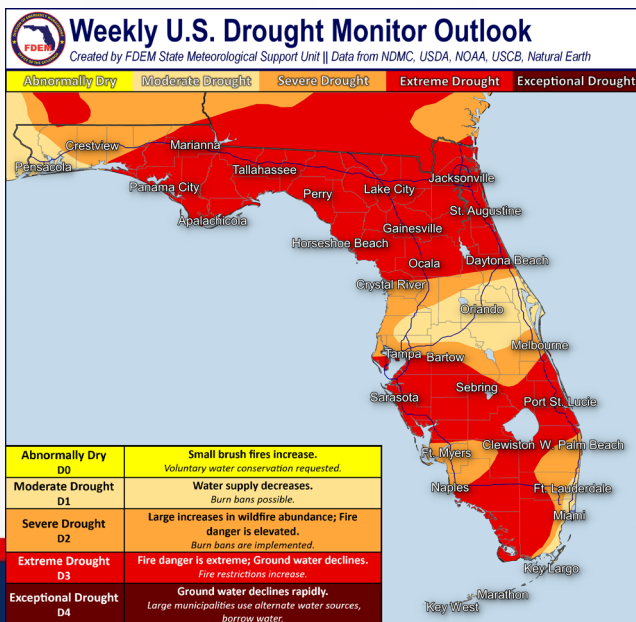 FDEM
Weekly U.S. Drought Monitor Outlook
Created by FDEM State Meteorological Support Unit || Data from NDMC, USDA, NOAA, USCB, Natural Earth
Abnormally Dry Moderate Drought Severe Drought Extreme Drought Exceptional Drought
Crestview
Marianna
Pensacola
Tallahassee
Jacksonville
Panama City
Perry
Lake City
Apalachicola
St. Augustine
Gainesville
Horseshoe Beach
Ocala
Daytona Beach
Crystal River
Orlando
Melbourne
Tampa
Bartow
Sebring
Sarasota
Port St. Lucie
Clewiston
W. Palm Beach
Ft. Myers
Naples
Ft. Lauderdale
Miami
Key Largo
Marathon
Key West
Abnormally Dry
D0
Small brush fires increase.
Voluntary water conservation requested.
Moderate Drought
D1
Water supply decreases.
Burn bans possible.
Severe Drought
D2
Large increases in wildfire abundance; Fire
danger is elevated.
Burn bans are implemented.
Extreme Drought
D3
Fire danger is extreme; Ground water declines.
Fire restrictions increase.
Exceptional Drought
D4
Ground water declines rapidly.
Large municipalities use alternate water sources,
borrow water.